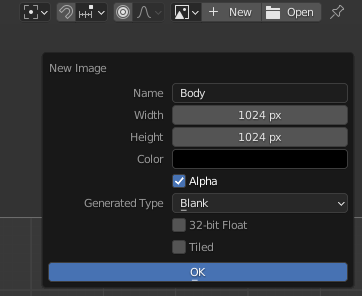 New Open
New Image
Name Body
Width 1024 px
Height 1024 px
Color
Alpha
Generated Type Blank
32-bit Float
Tiled
OK